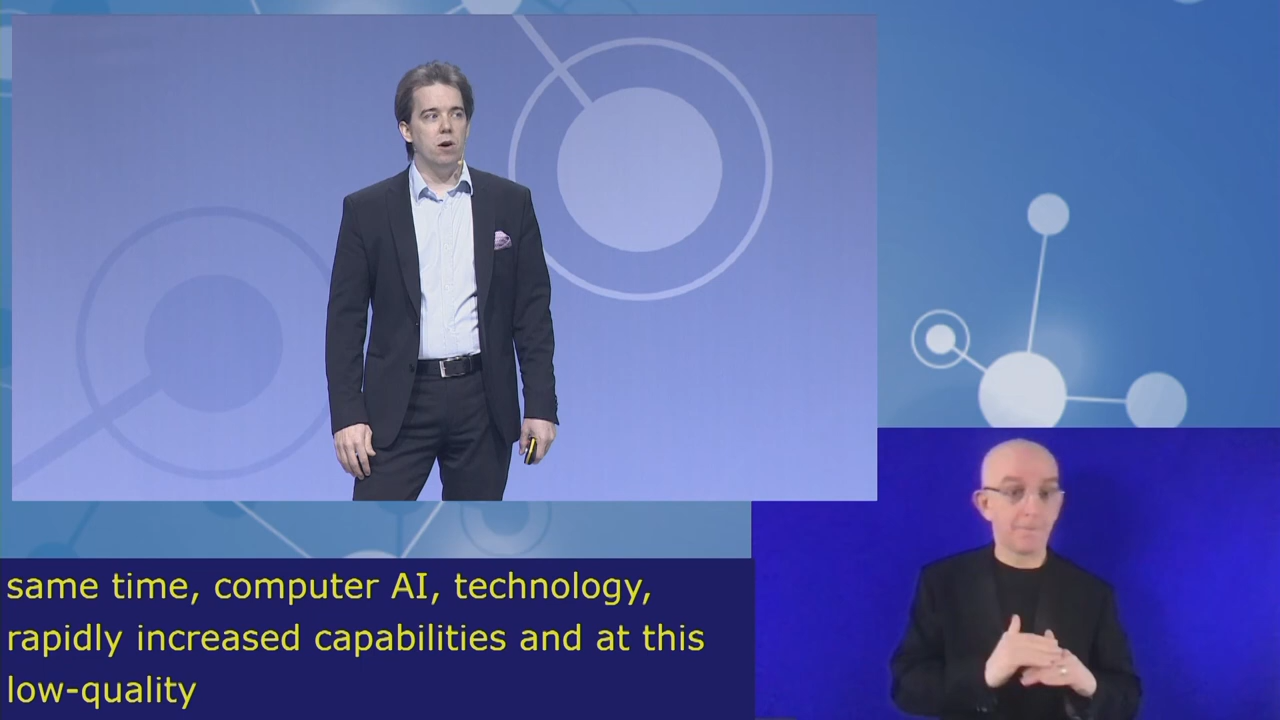 same time, computer AI, technology,
rapidly increased capabilities and at this
low-quality